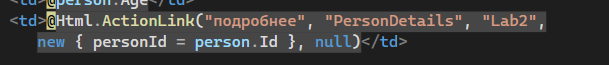 <td>@person.Age</td>
<td>@Html.ActionLink("подробнее", "PersonDetails", "Lab2",
new { personId = person.Id }, null)</td>